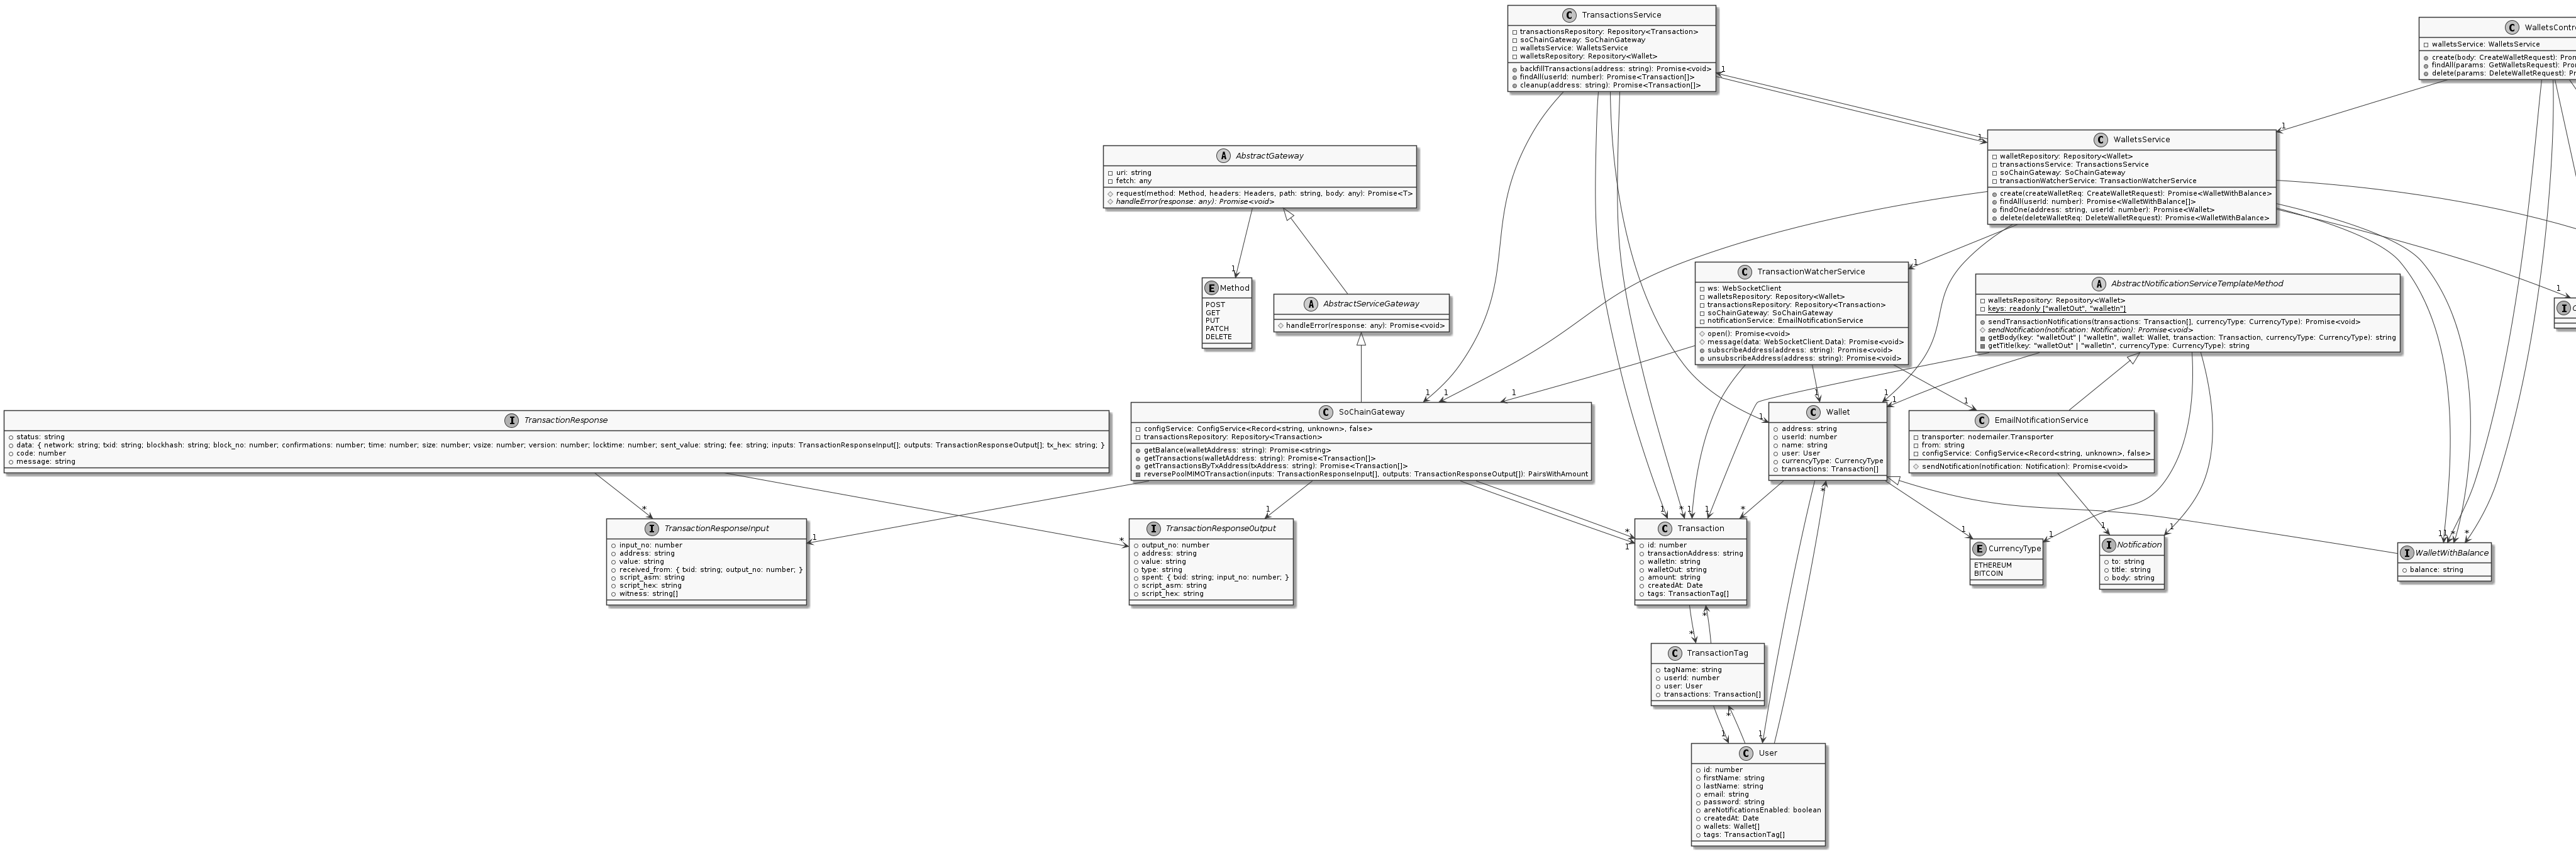 C TransactionsService
transactionsRepository: Repository<Transaction>
soChainGateway: SoChainGateway
walletsService: WalletsService
walletsRepository: Repository<Wallet>
backfillTransactions(address: string): Promise<void>
findAll(userId: number): Promise<Transaction[]>
cleanup(address: string): Promise<Transaction[]>
C WalletsContr
walletsService: WalletsService
create(body: CreateWalletRequest): Pron
findAll(params: GetWalletsRequest): Pro
delete(params: DeleteWalletRequest): Pr
C WalletsService
walletRepository: Repository<Wallet>
transactionsService: TransactionsService
soChainGateway: SoChainGateway
transactionWatcherService: TransactionWatcherService
create(createWalletReq: CreateWalletRequest): Promise<WalletWithBalance>
findAll(userId: number): Promise<WalletWithBalance[]>
findOne(address: string, userId: number): Promise<Wallet>
delete(deleteWalletReq: DeleteWalletRequest): Promise<WalletWithBalance>
A AbstractGateway
uri: string
fetch: any
request(method: Method, headers: Headers, path: string, body: any): Promise<T>
handleError(response: any): Promise<void>
E Method
POST
GET
PUT
PATCH
DELETE
A AbstractServiceGateway
handleError(response: any): Promise<void>
C TransactionWatcherService
ws: WebSocketClient
walletsRepository: Repository<Wallet>
transactionsRepository: Repository<Transaction>
soChainGateway: SoChainGateway
notificationService: EmailNotificationService
open(): Promise<void>
message(data: WebSocketClient.Data): Promise<void>
subscribeAddress(address: string): Promise<void>
unsubscribeAddress(address: string): Promise<void>
A AbstractNotificationServiceTemplateMethod
walletsRepository: Repository<Wallet>
keys: readonly ["walletOut", "walletIn"]
sendTransactionNotifications(transactions: Transaction[], currencyType: CurrencyType): Promise<void>
sendNotification(notification: Notification): Promise<void>
getBody(key: "walletOut" | "walletIn", wallet: Wallet, transaction: Transaction, currencyType: CurrencyType): string
getTitle(key: "walletOut" | "walletIn", currencyType: CurrencyType): string
I TransactionResponse
status: string
data: { network: string; txid: string; blockhash: string; block_no: number; confirmations: number; time: number; size: number; vsize: number; version: number; locktime: number; sent_value: string; fee: string; inputs: TransactionResponseInput[]; outputs: TransactionResponseOutput[]; tx_hex: string; }
code: number
message: string
C SoChainGateway
configService: ConfigService<Record<string, unknown>, false>
transactionsRepository: Repository<Transaction>
getBalance(walletAddress: string): Promise<string>
getTransactions(walletAddress: string): Promise<Transaction[]>
getTransactionsByTxAddress(txAddress: string): Promise<Transaction[]>
reversePoolMIMOTransaction(inputs: TransactionResponseInput[], outputs: TransactionResponseOutput[]): PairsWithAmount
C Wallet
address: string
userId: number
name: string
user: User
currencyType: CurrencyType
transactions: Transaction[]
C EmailNotificationService
transporter: nodemailer.Transporter
from: string
configService: ConfigService<Record<string, unknown>, false>
sendNotification(notification: Notification): Promise<void>
I TransactionResponseInput
input_no: number
address: string
value: string
received_from: { txid: string; output_no: number; }
script_asm: string
script_hex: string
witness: string[]
I TransactionResponseOutput
output_no: number
address: string
value: string
type: string
spent: { txid: string; input_no: number; }
script_asm: string
script_hex: string
C Transaction
id: number
transactionAddress: string
walletIn: string
walletOut: string
amount: string
createdAt: Date
tags: TransactionTag[]
E CurrencyType
ETHEREUM
BITCOIN
I Notification
to: string
title: string
body: string
I WalletWithBalance
balance: string
C TransactionTag
tagName: string
userId: number
user: User
transactions: Transaction[]
C User
id: number
firstName: string
lastName: string
email: string
password: string
areNotificationsEnabled: boolean
createdAt: Date
wallets: Wallet[]
tags: TransactionTag[]